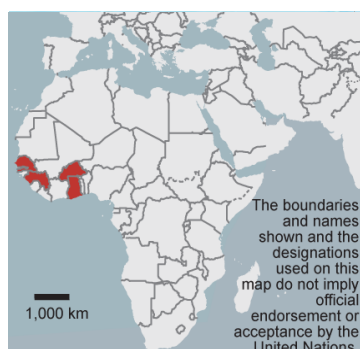 The boundaries
and names
shown and the
designations
used on this
map do not imply
official
endorsement or
acceptance by the
United Nations.
1,000 km